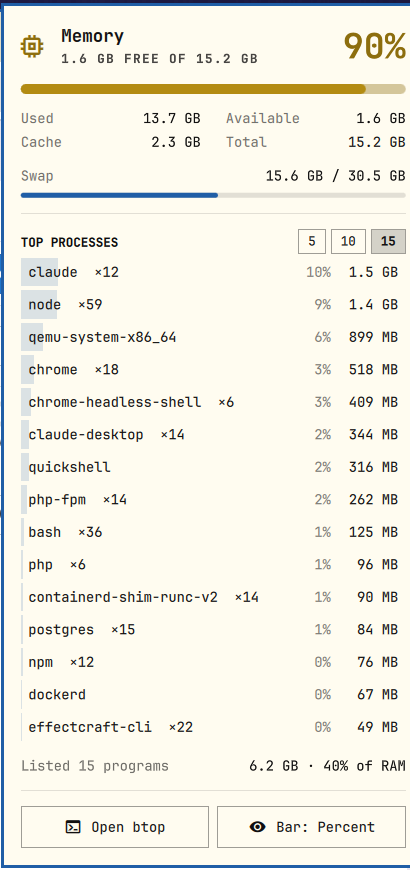 Memory
1.6 GB FREE OF 15.2 GB
90%
Used 13.7 GB Available 1.6 GB
Cache 2.3 GB Total 15.2 GB
Swap 15.6 GB / 30.5 GB
TOP PROCESSES 5 10 15
claude ×12 10% 1.5 GB
node ×59 9% 1.4 GB
qemu-system-x86_64 6% 899 MB
chrome ×18 3% 518 MB
chrome-headless-shell ×6 3% 409 MB
claude-desktop ×14 2% 344 MB
quickshell 2% 316 MB
php-fpm ×14 2% 262 MB
bash ×36 1% 125 MB
php ×6 1% 96 MB
containerd-shim-runc-v2 ×14 1% 90 MB
postgres ×15 1% 84 MB
npm ×12 0% 76 MB
dockerd 0% 67 MB
effectcraft-cli ×22 0% 49 MB
Listed 15 programs 6.2 GB · 40% of RAM
Open btop Bar: Percent